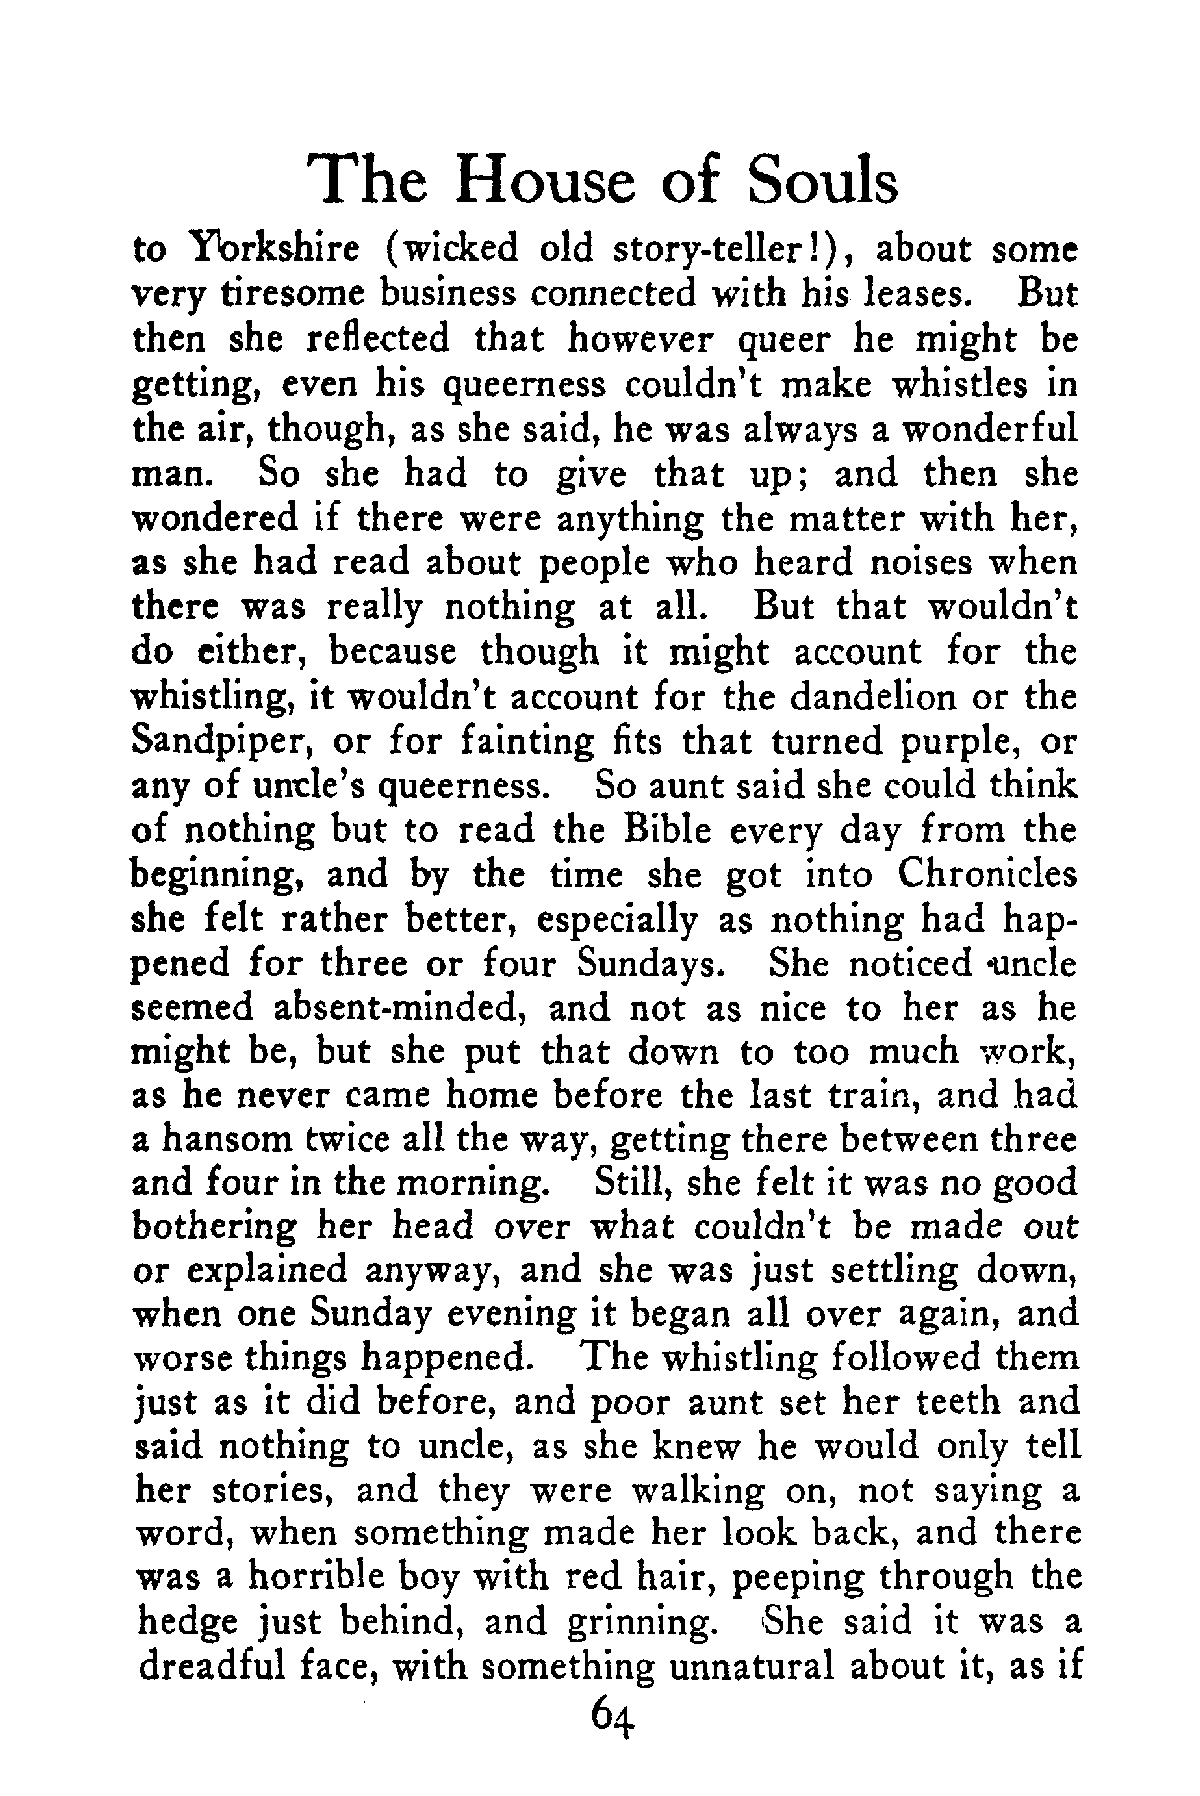 The House of Souls
to Yorkshire (wicked old story-teller!), about some
very tiresome business connected with his leases. But
then she reflected that however queer he might be
getting, even his queerness couldn't make whistles in
the air, though, as she said, he was always a wonderful
man. So she had to give that up; and then she
wondered if there were anything the matter with her,
as she had read about people who heard noises when
there was really nothing at all. But that wouldn't
do either, because though it might account for the
whistling, it wouldn't account for the dandelion or the
Sandpiper, or for fainting fits that turned purple, or
any of uncle's queerness. So aunt said she could think
of nothing but to read the Bible every day from the
beginning, and by the time she got into Chronicles
she felt rather better, especially as nothing had hap-
pened for three or four Sundays. She noticed uncle
seemed absent-minded, and not as nice to her as he
might be, but she put that down to too much work,
as he never came home before the last train, and had
a hansom twice all the way, getting there between three
and four in the morning. Still, she felt it was no good
bothering her head over what couldn't be made out
or explained anyway, and she was just settling down,
when one Sunday evening it began all over again, and
worse things happened. The whistling followed them
just as it did before, and poor aunt set her teeth and
said nothing to uncle, as she knew he would only tell
her stories, and they were walking on, not saying a
word, when something made her look back, and there
was a horrible boy with red hair, peeping through the
hedge just behind, and grinning. She said it was a
dreadful face, with something unnatural about it, as if
64